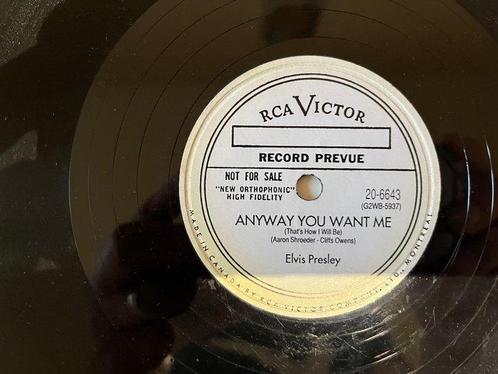 RCA VICTOR
RECORD PREVUE
NOT FOR SALE
"NEW ORTHOPHONIC"
HIGH FIDELITY
20-6643
(G2WB-5937)
ANYWAY YOU WANT ME
(That's How I Will Be)
(Aaron Shroeder - Cliffs Owens)
Elvis Presley
MADE IN CANADA BY RCA VICTOR COMPANY, LTD., MONTREAL